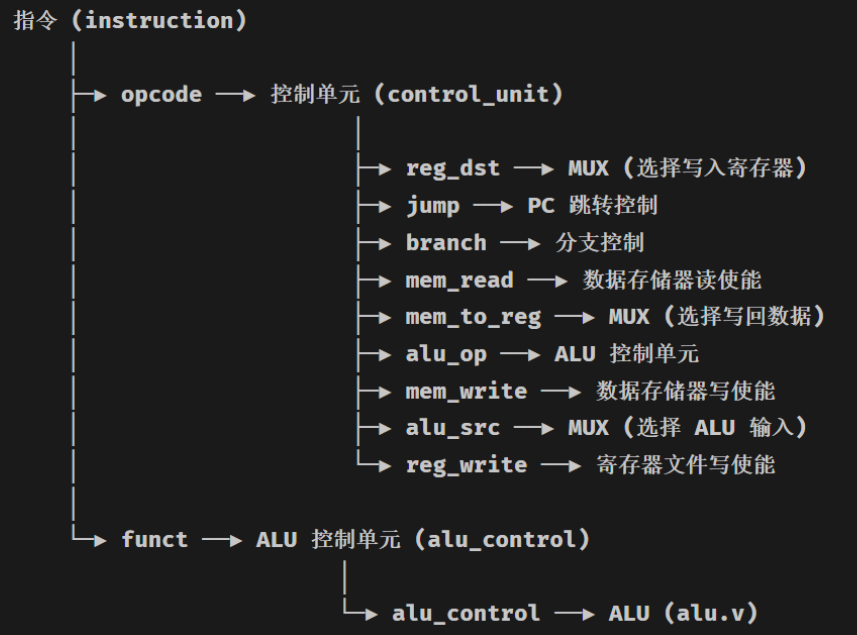 指令 (instruction)
opcode ──▶ 控制单元 (control_unit)
reg_dst ──▶ MUX (选择写入寄存器)
jump ──▶ PC 跳转控制
branch ──▶ 分支控制
mem_read ──▶ 数据存储器读使能
mem_to_reg ──▶ MUX (选择写回数据)
alu_op ──▶ ALU 控制单元
mem_write ──▶ 数据存储器写使能
alu_src ──▶ MUX (选择 ALU 输入)
reg_write ──▶ 寄存器文件写使能
funct ──▶ ALU 控制单元 (alu_control)
alu_control ──▶ ALU (alu.v)